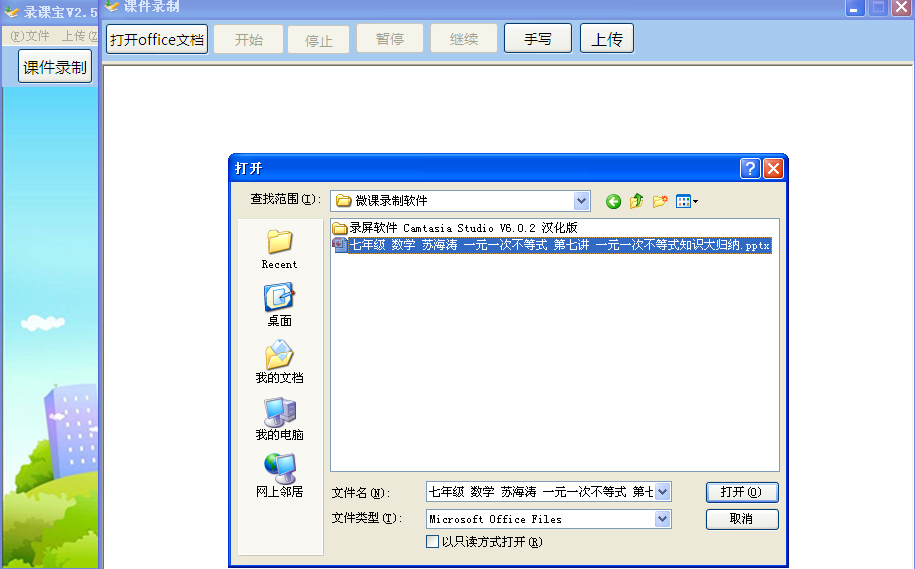 录课宝V2.5
课件录制
(F)文件 上传(Z
打开office文档 开始 停止 暂停 继续 手写 上传
课件录制
打开
查找范围(I): 微课录制软件
录屏软件 Camtasia Studio V6.0.2 汉化版
七年级 数学 苏海涛 一元一次不等式 第七讲 一元一次不等式知识大归纳.pptx
Recent
桌面
我的文档
我的电脑
网上邻居
文件名(N): 七年级 数学 苏海涛 一元一次不等式 第七 打开(O)
文件类型(T): Microsoft Office Files 取消
以只读方式打开(R)